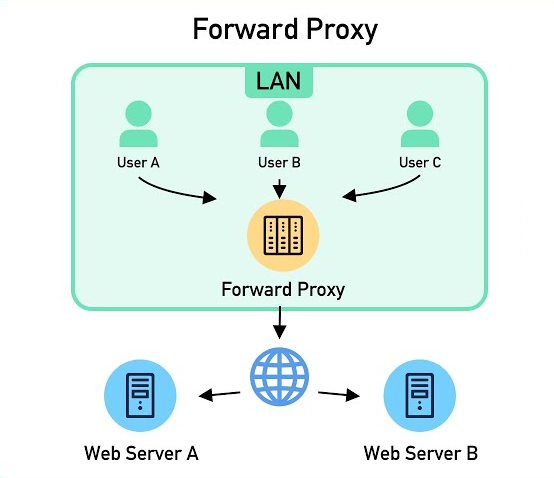 Forward Proxy
LAN
User A
User B
User C
Forward Proxy
Web Server A
Web Server B